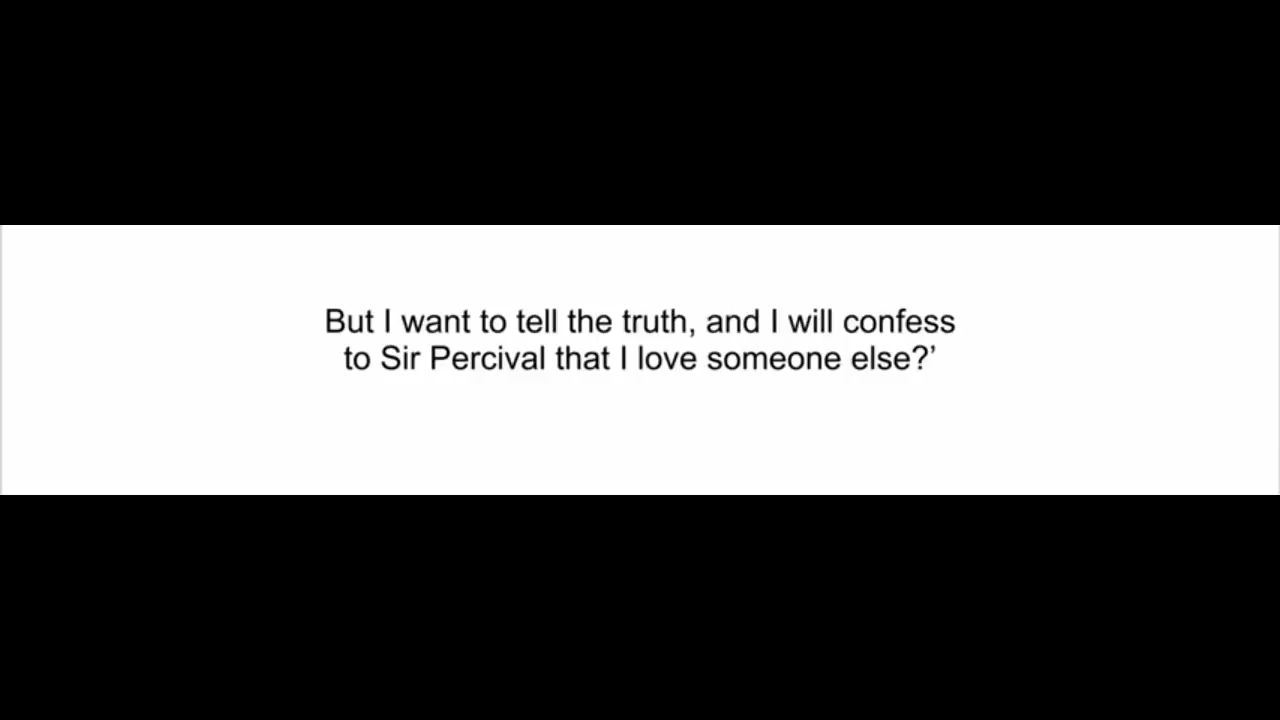 But I want to tell the truth, and I will confess
to Sir Percival that I love someone else?’